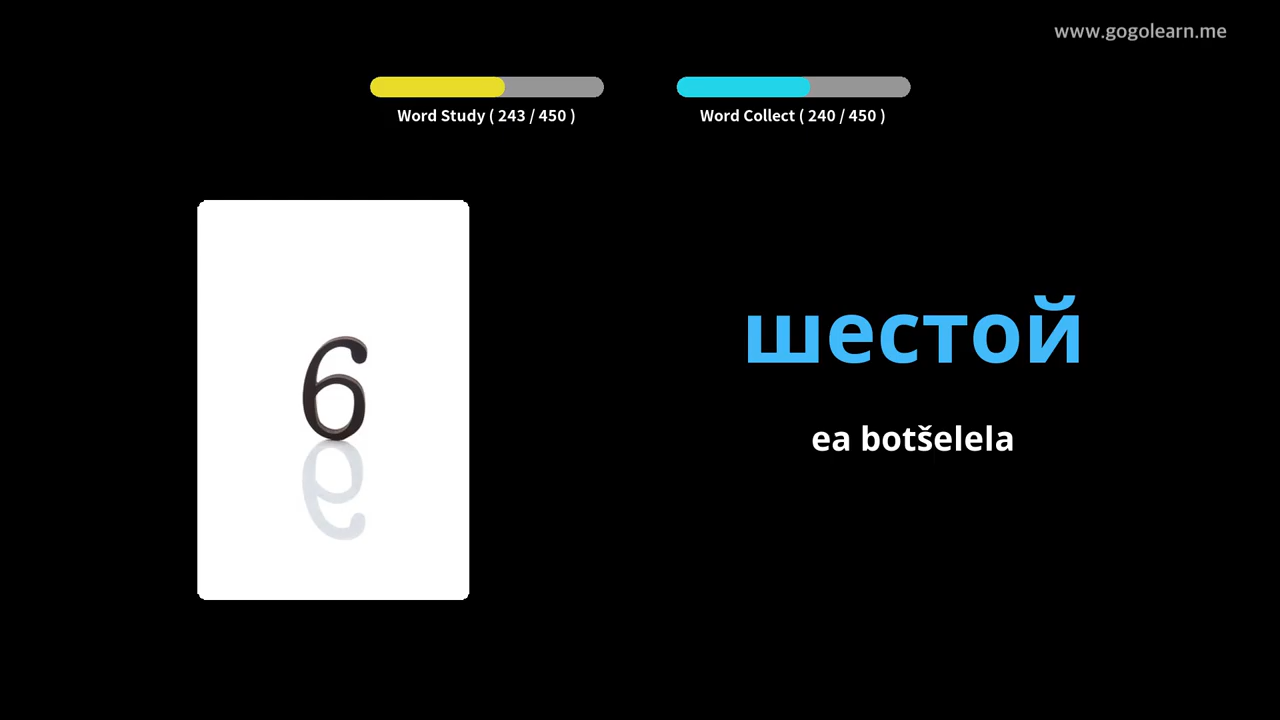 www.gogolearn.me
Word Study ( 243 / 450 )
Word Collect ( 240 / 450 )
6
шестой
ea botšelela